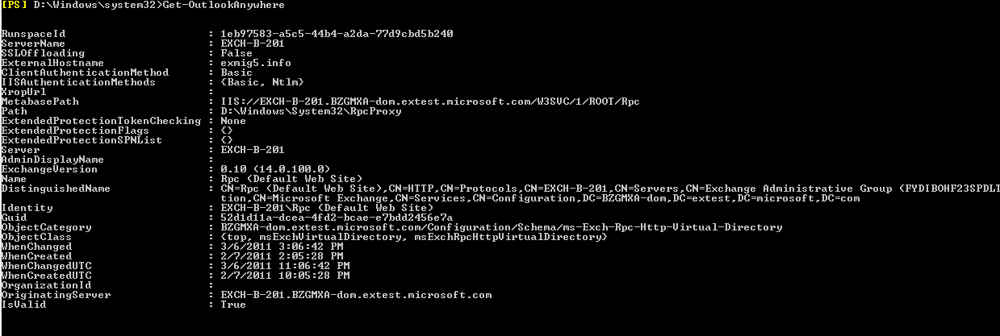 [PS] D:\Windows\system32>Get-OutlookAnywhere
RunspaceId : 1eb97583-a5c5-44b4-a2da-77d9cbd5b240
ServerName : EXCH-B-201
SSLOffloading : False
ExternalHostname : exmig5.info
ClientAuthenticationMethod : Basic
IISAuthenticationMethods : {Basic, Ntlm}
XropUrl :
MetabasePath : IIS://EXCH-B-201.BZGMXA-dom.extest.microsoft.com/W3SVC/1/ROOT/Rpc
Path : D:\Windows\System32\RpcProxy
ExtendedProtectionTokenChecking : None
ExtendedProtectionFlags : {}
ExtendedProtectionSPNList : {}
Server : EXCH-B-201
AdminDisplayName :
ExchangeVersion : 0.10 (14.0.100.0)
Name : Rpc (Default Web Site)
DistinguishedName : CN=Rpc (Default Web Site),CN=HTTP,CN=Protocols,CN=EXCH-B-201,CN=Servers,CN=Exchange Administrative Group (FYDIBOHF23SPDLT
tion,CN=Microsoft Exchange,CN=Services,CN=Configuration,DC=BZGMXA-dom,DC=extest,DC=microsoft,DC=com
Identity : EXCH-B-201\Rpc (Default Web Site)
Guid : 52d1d11a-dcea-4fd2-bcae-e7bdd2456e7a
ObjectCategory : BZGMXA-dom.extest.microsoft.com/Configuration/Schema/ms-Exch-Rpc-Http-Virtual-Directory
ObjectClass : {top, msExchVirtualDirectory, msExchRpcHttpVirtualDirectory}
WhenChanged : 3/6/2011 3:06:42 PM
WhenCreated : 2/7/2011 2:05:28 PM
WhenChangedUTC : 3/6/2011 11:06:42 PM
WhenCreatedUTC : 2/7/2011 10:05:28 PM
OrganizationId :
OriginatingServer : EXCH-B-201.BZGMXA-dom.extest.microsoft.com
IsValid : True